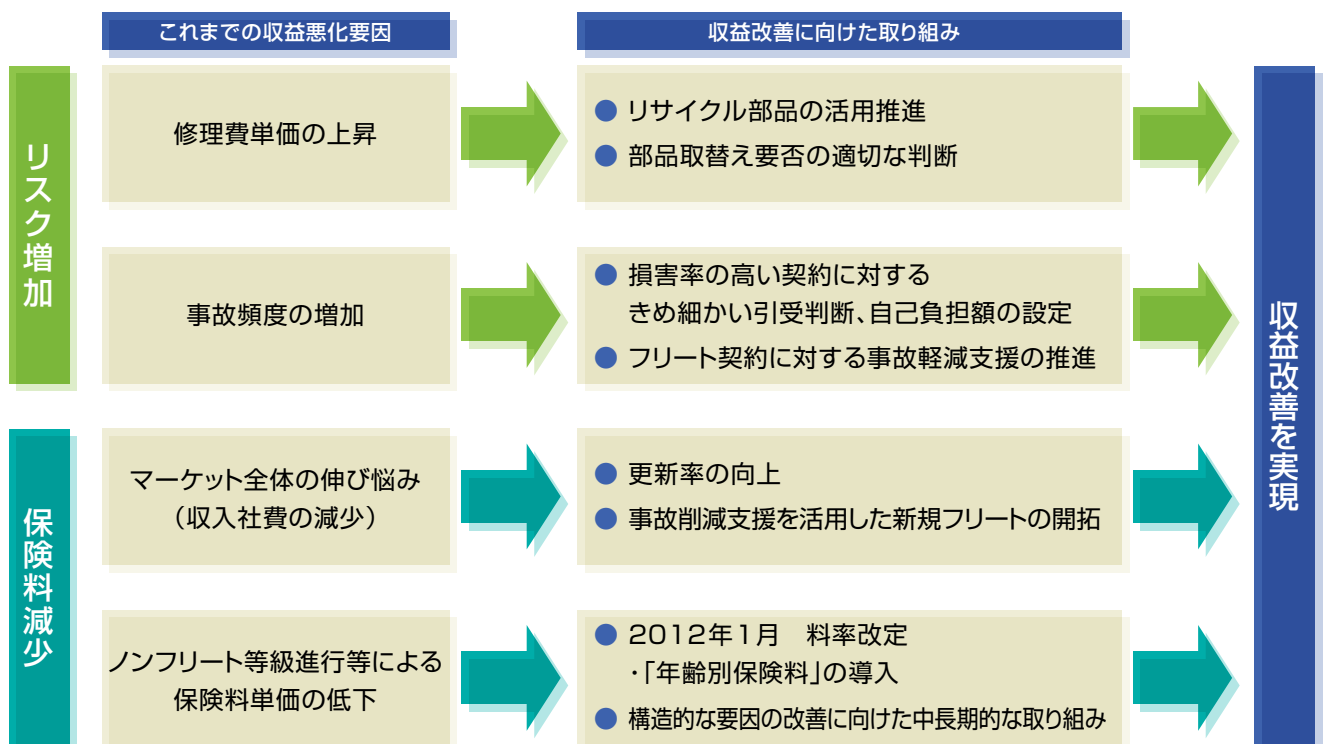 これまでの収益悪化要因
収益改善に向けた取り組み
リスク増加
修理費単価の上昇
● リサイクル部品の活用推進
● 部品取替え要否の適切な判断
事故頻度の増加
● 損害率の高い契約に対する
きめ細かい引受判断、自己負担額の設定
● フリート契約に対する事故軽減支援の推進
保険料減少
マーケット全体の伸び悩み
（収入社費の減少）
● 更新率の向上
● 事故削減支援を活用した新規フリートの開拓
ノンフリート等級進行等による
保険料単価の低下
● 2012年1月　料率改定
・「年齢別保険料」の導入
● 構造的な要因の改善に向けた中長期的な取り組み
収益改善を実現